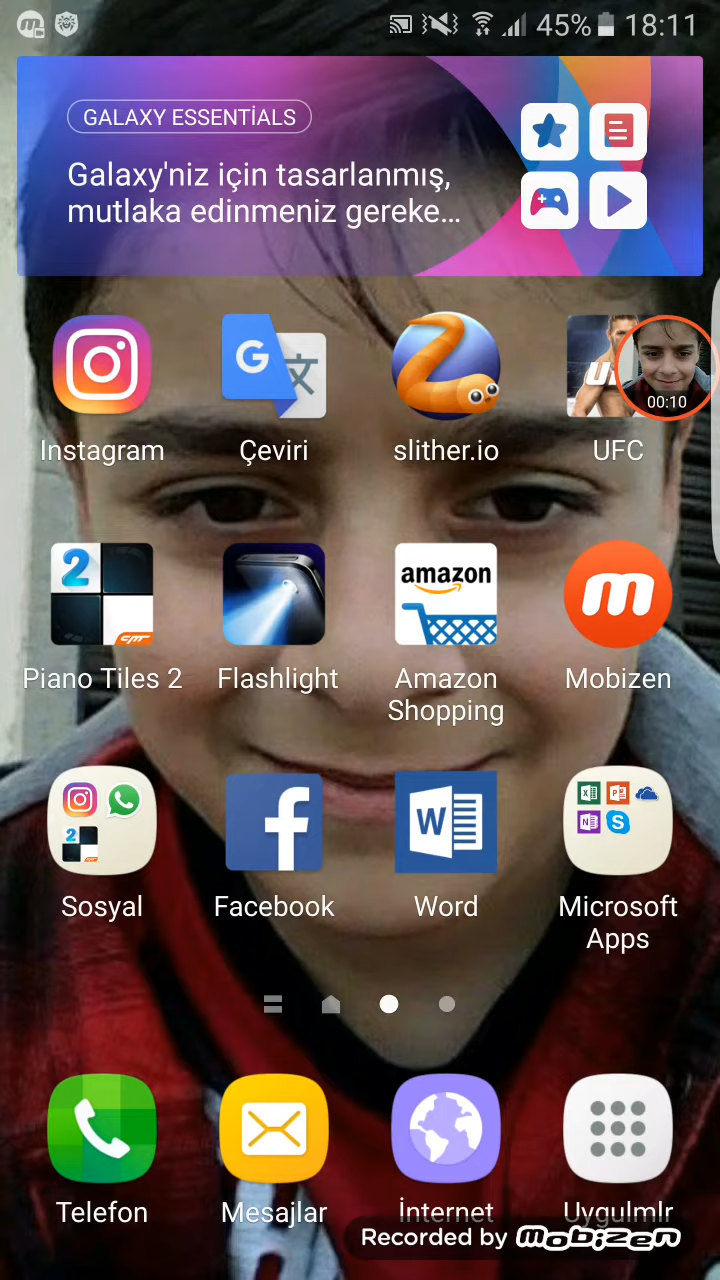 45% 18:11
GALAXY ESSENTİALS
Galaxy'niz için tasarlanmış,
mutlaka edinmeniz gereke...
00:10
Instagram Çeviri slither.io UFC
2 amazon
Piano Tiles 2 Flashlight Amazon Shopping Mobizen
Sosyal Facebook Word Microsoft Apps
Telefon Mesajlar İnternet Uygulmlr
Recorded by mobizen